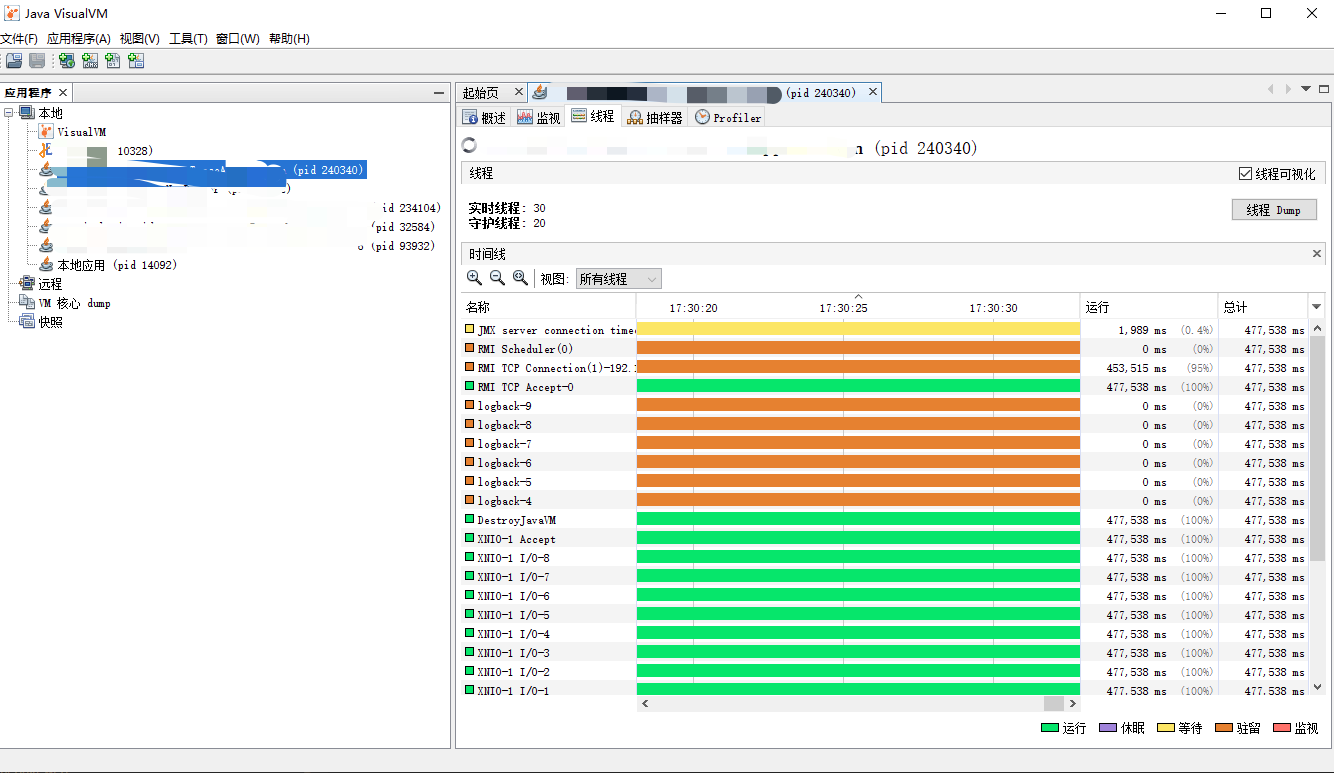 Java VisualVM
文件(F) 应用程序(A) 视图(V) 工具(T) 窗口(W) 帮助(H)
应用程序
本地
VisualVM
10328)
(pid 240340)
id 234104)
(pid 32584)
o (pid 93932)
本地应用 (pid 14092)
远程
VM 核心 dump
快照
起始页 (pid 240340)
概述 监视 线程 抽样器 Profiler
(pid 240340)
线程 线程可视化
实时线程: 30
守护线程: 20
线程 Dump
时间线
视图: 所有线程
名称 17:30:20 17:30:25 17:30:30 运行 总计
JMX server connection time 1,989 ms (0.4%) 477,538 ms
RMI Scheduler(0) 0 ms (0%) 477,538 ms
RMI TCP Connection(1)-192. 453,515 ms (95%) 477,538 ms
RMI TCP Accept-0 477,538 ms (100%) 477,538 ms
logback-9 0 ms (0%) 477,538 ms
logback-8 0 ms (0%) 477,538 ms
logback-7 0 ms (0%) 477,538 ms
logback-6 0 ms (0%) 477,538 ms
logback-5 0 ms (0%) 477,538 ms
logback-4 0 ms (0%) 477,538 ms
DestroyJavaVM 477,538 ms (100%) 477,538 ms
XNIO-1 Accept 477,538 ms (100%) 477,538 ms
XNIO-1 I/O-8 477,538 ms (100%) 477,538 ms
XNIO-1 I/O-7 477,538 ms (100%) 477,538 ms
XNIO-1 I/O-6 477,538 ms (100%) 477,538 ms
XNIO-1 I/O-5 477,538 ms (100%) 477,538 ms
XNIO-1 I/O-4 477,538 ms (100%) 477,538 ms
XNIO-1 I/O-3 477,538 ms (100%) 477,538 ms
XNIO-1 I/O-2 477,538 ms (100%) 477,538 ms
XNIO-1 I/O-1 477,538 ms (100%) 477,538 ms
运行 休眠 等待 驻留 监视